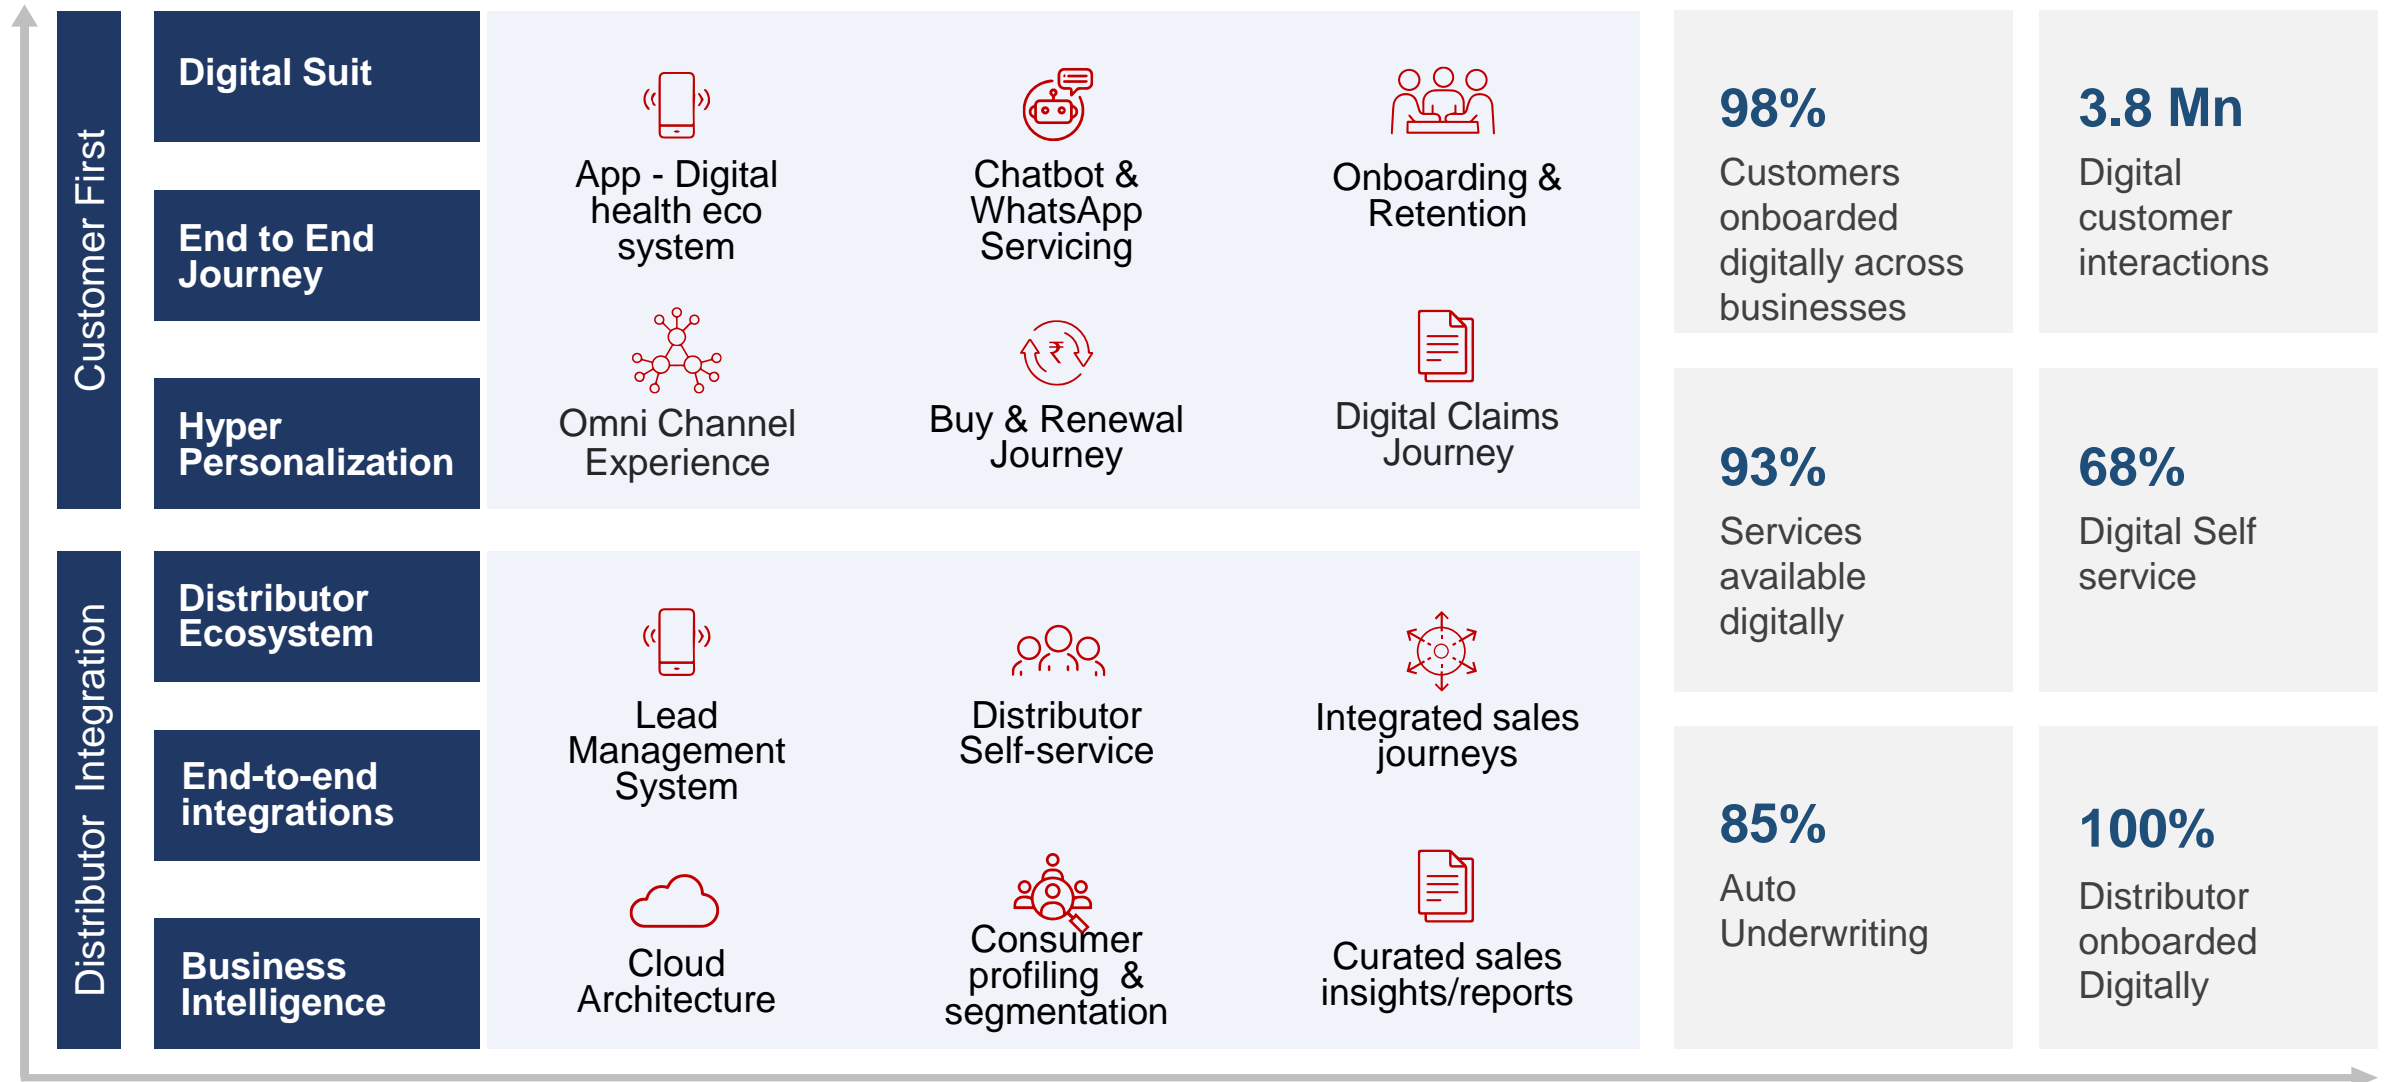 Customer First
Digital Suit
End to End
Journey
Hyper
Personalization
App - Digital
health eco
system
Chatbot &
WhatsApp
Servicing
Onboarding &
Retention
Omni Channel
Experience
₹
Buy & Renewal
Journey
Digital Claims
Journey
98%
Customers
onboarded
digitally across
businesses
3.8 Mn
Digital
customer
interactions
93%
Services
available
digitally
68%
Digital Self
service
Distributor Integration
Distributor
Ecosystem
End-to-end
integrations
Business
Intelligence
Lead
Management
System
Distributor
Self-service
Integrated sales
journeys
Cloud
Architecture
Consumer
profiling &
segmentation
Curated sales
insights/reports
85%
Auto
Underwriting
100%
Distributor
onboarded
Digitally